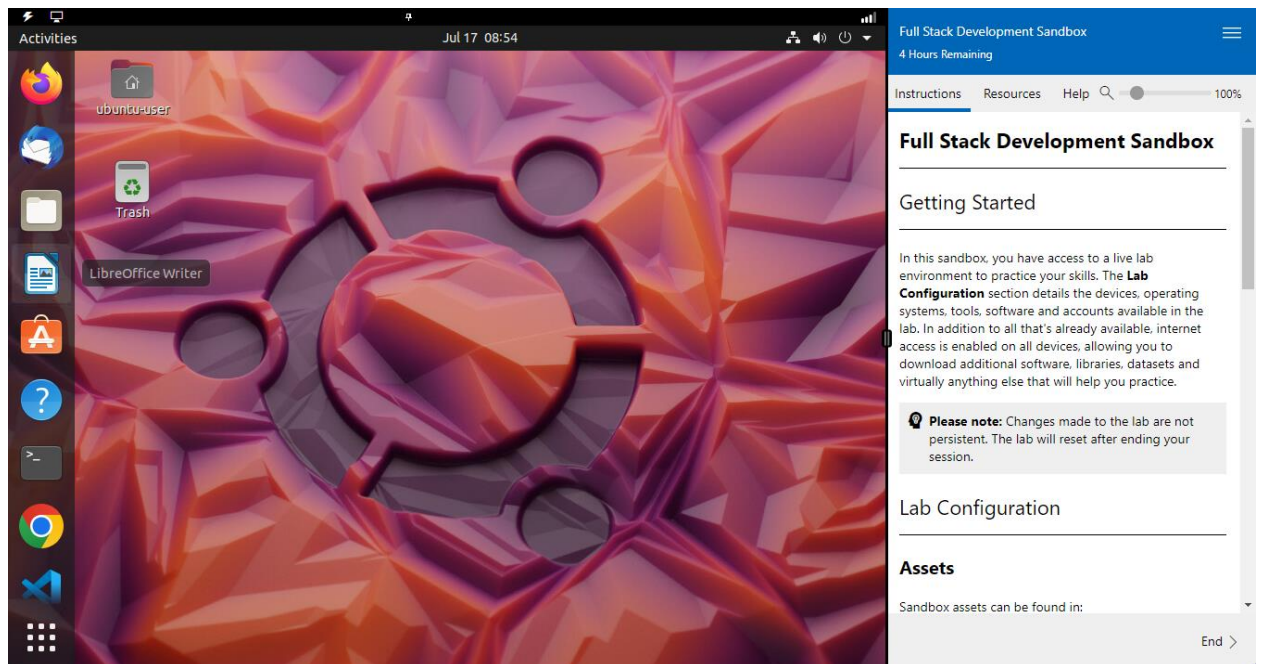 Activities
Jul 17 08:54
ubuntu-user
Trash
LibreOffice Writer
Full Stack Development Sandbox
4 Hours Remaining
Instructions Resources Help 100%
Full Stack Development Sandbox
Getting Started
In this sandbox, you have access to a live lab
environment to practice your skills. The Lab
Configuration section details the devices, operating
systems, tools, software and accounts available in the
lab. In addition to all that's already available, internet
access is enabled on all devices, allowing you to
download additional software, libraries, datasets and
virtually anything else that will help you practice.
Please note: Changes made to the lab are not
persistent. The lab will reset after ending your
session.
Lab Configuration
Assets
Sandbox assets can be found in:
End